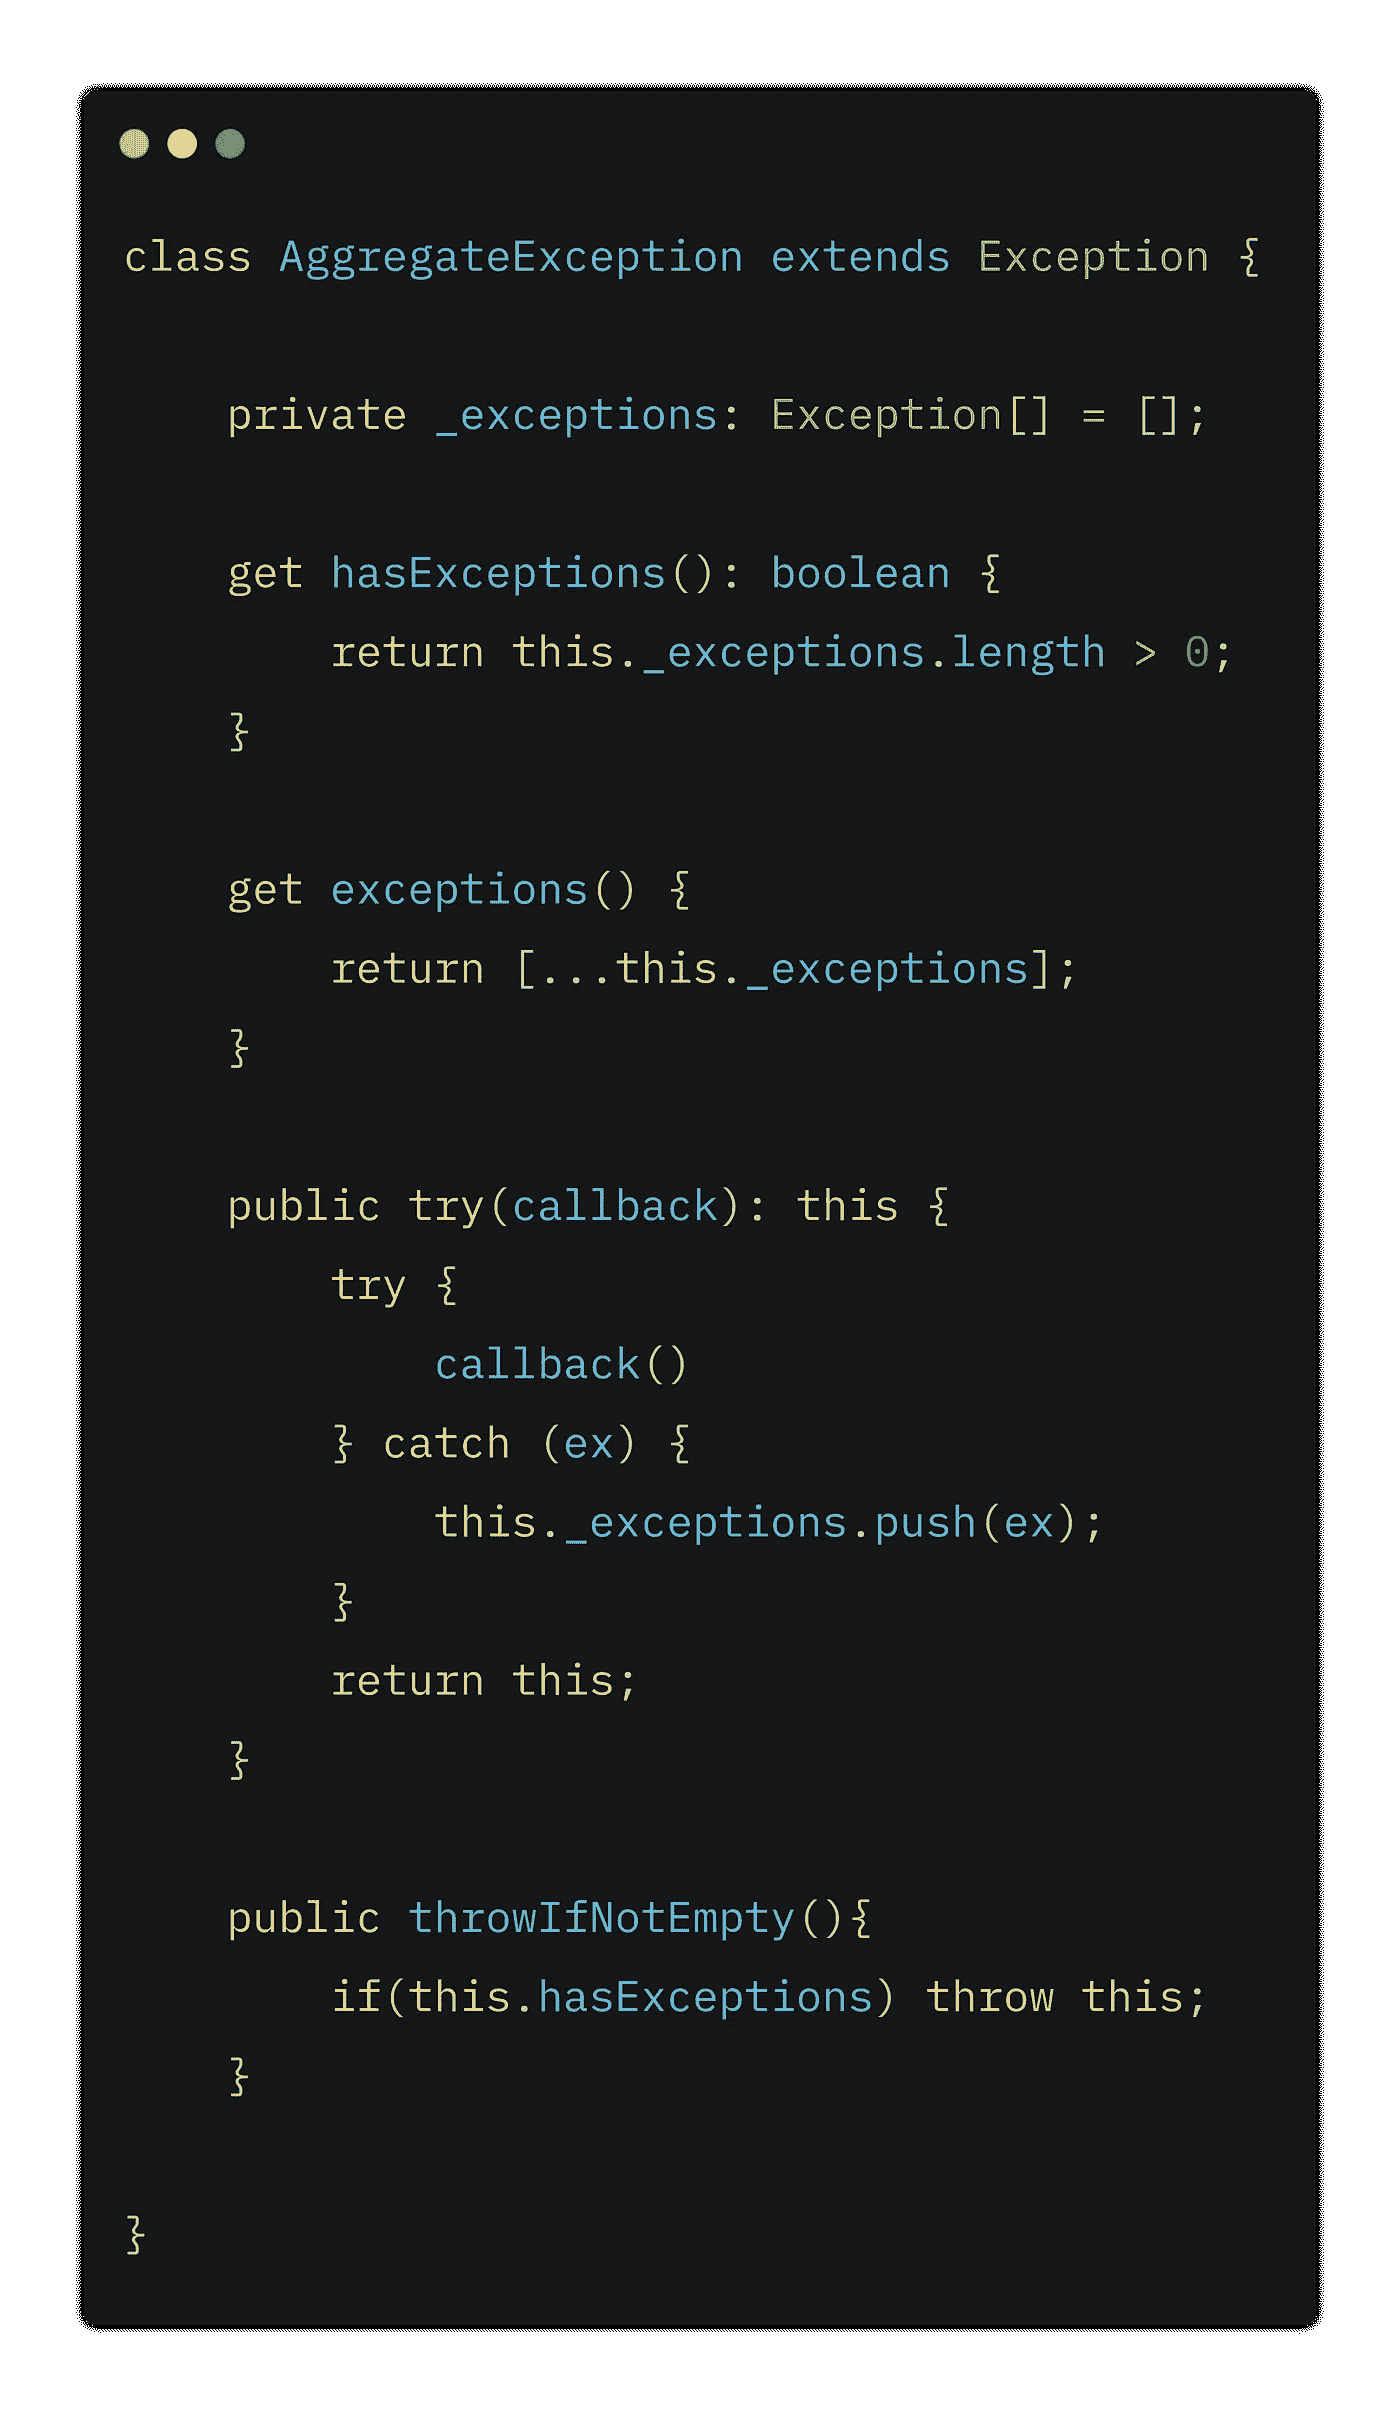 class AggregateException extends Exception {
    private _exceptions: Exception[] = [];
    get hasExceptions(): boolean {
        return this._exceptions.length > 0;
    }
    get exceptions() {
        return [...this._exceptions];
    }
    public try(callback): this {
        try {
            callback()
        } catch (ex) {
            this._exceptions.push(ex);
        }
        return this;
    }
    public throwIfNotEmpty(){
        if(this.hasExceptions) throw this;
    }
}